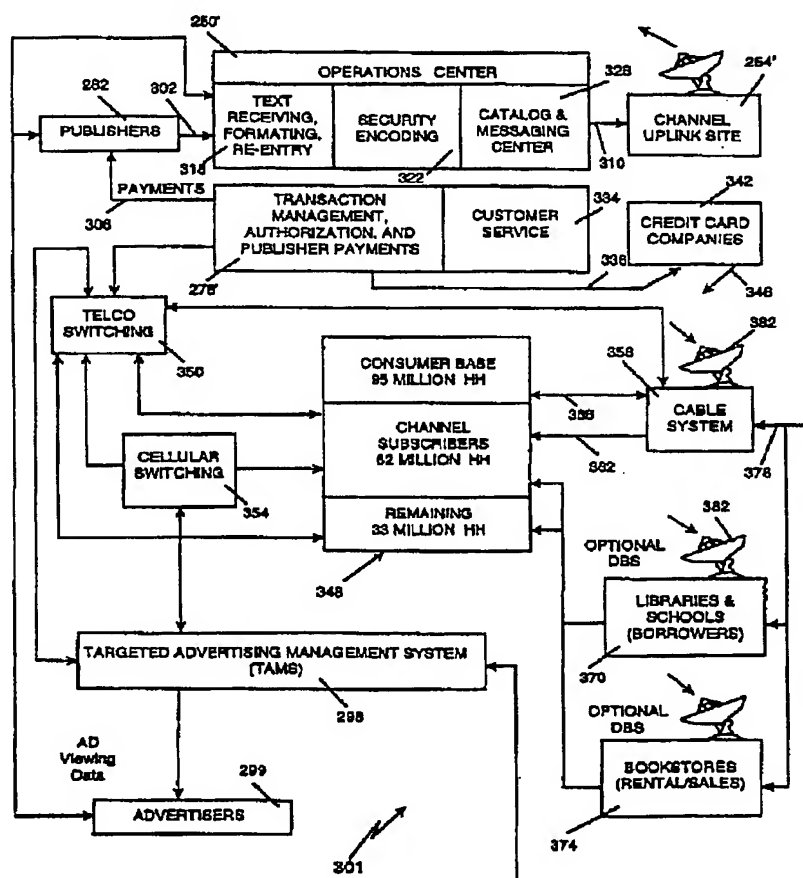 250'
OPERATIONS CENTER
328
254'
282
302
PUBLISHERS
TEXT
RECEIVING,
FORMATING,
RE-ENTRY
SECURITY
ENCODING
CATALOG &
MESSAGING
CENTER
CHANNEL
UPLINK SITE
318
322
310
PAYMENTS
306
TRANSACTION
MANAGEMENT,
AUTHORIZATION, AND
PUBLISHER PAYMENTS
CUSTOMER
SERVICE
334
342
CREDIT CARD
COMPANIES
278'
338
346
TELCO
SWITCHING
350
382
358
CONSUMER BASE
95 MILLION HH
CABLE
SYSTEM
CHANNEL
SUBSCRIBERS
62 MILLION HH
378
CELLULAR
SWITCHING
354
REMAINING
33 MILLION HH
348
382
OPTIONAL
DBS
LIBRARIES &
SCHOOLS
(BORROWERS)
370
TARGETED ADVERTISING MANAGEMENT SYSTEM
(TAMS)
298
OPTIONAL
DBS
BOOKSTORES
(RENTAL/SALES)
374
AD
Viewing
Data
299
ADVERTISERS
301